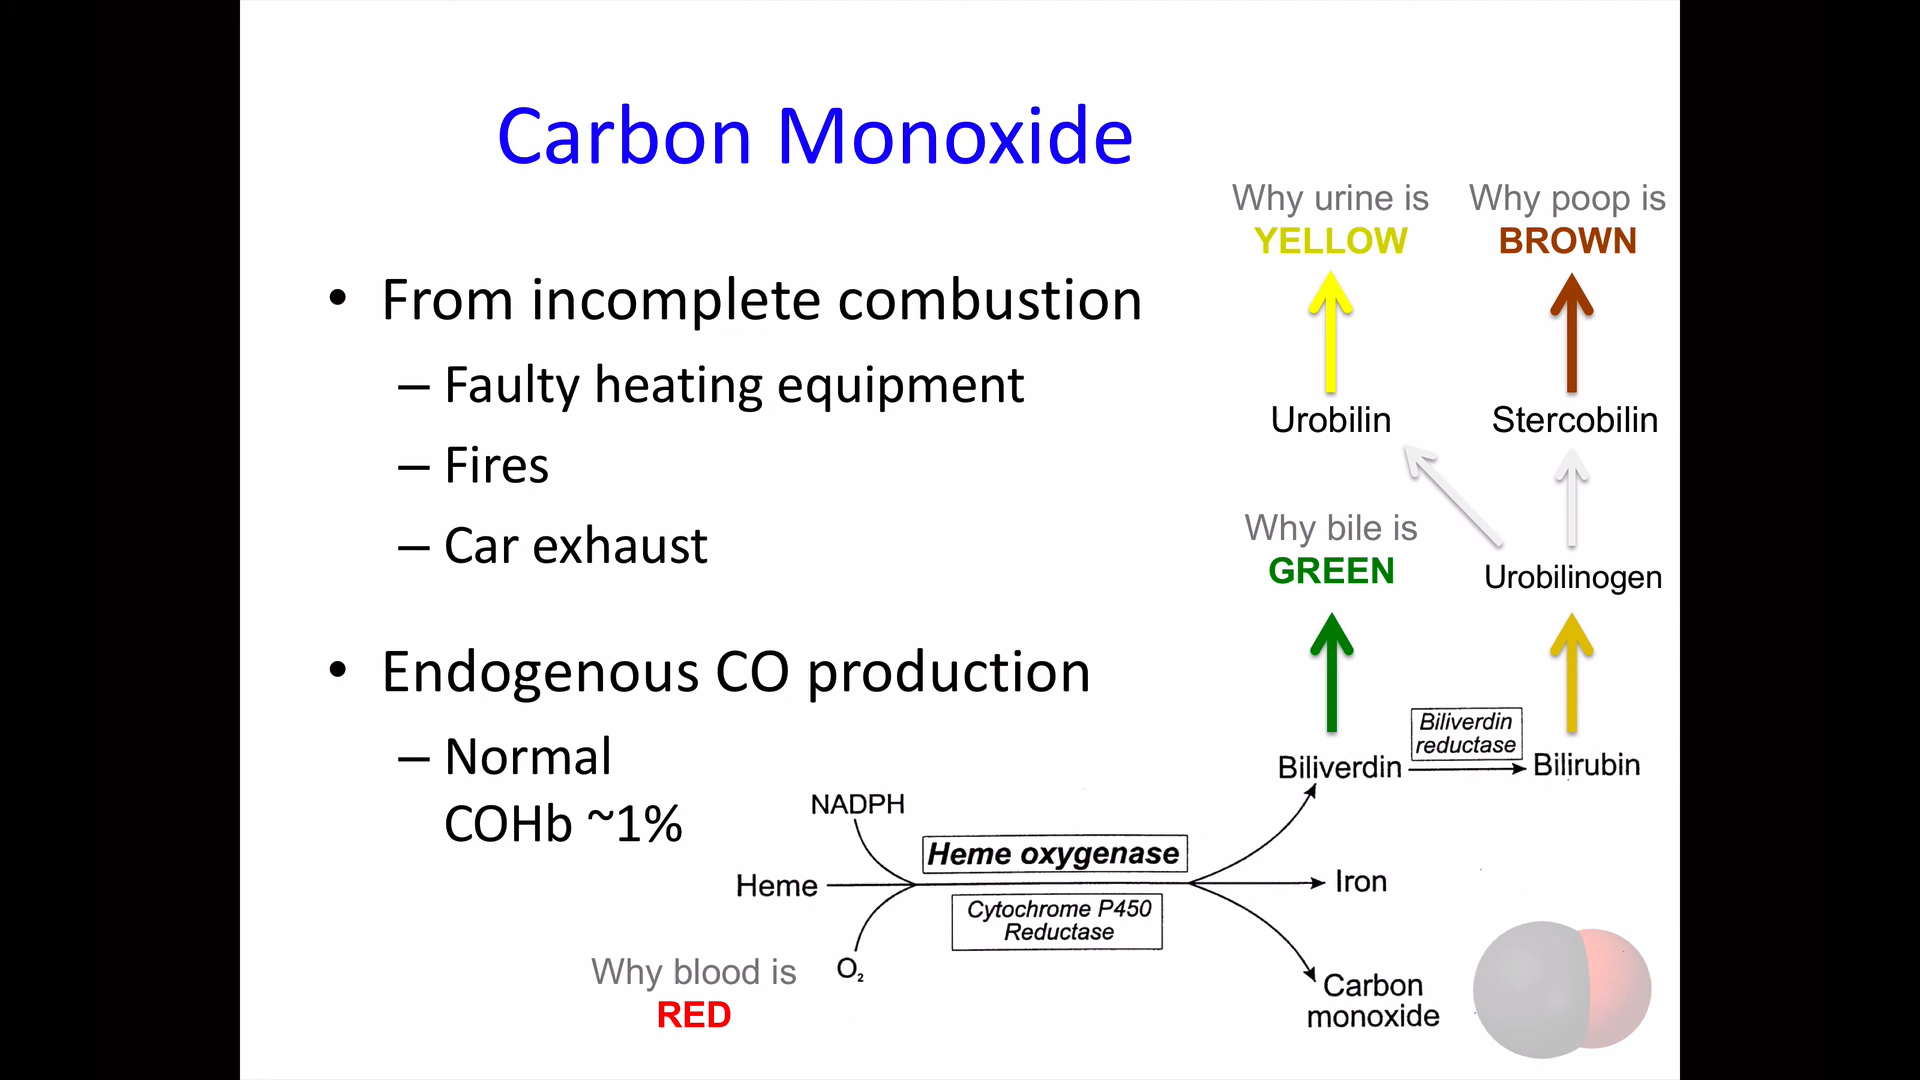 Carbon Monoxide
• From incomplete combustion
– Faulty heating equipment
– Fires
– Car exhaust
• Endogenous CO production
– Normal
COHb ~1%
Why urine is
YELLOW
Why poop is
BROWN
Urobilin
Stercobilin
Why bile is
GREEN
Urobilinogen
Biliverdin
reductase
Biliverdin
Bilirubin
NADPH
Heme oxygenase
Heme
Iron
Cytochrome P450
Reductase
O₂
Why blood is
RED
Carbon
monoxide